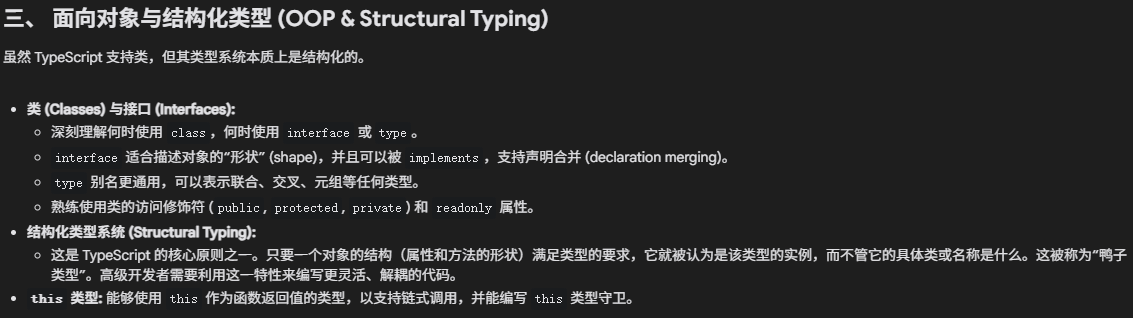 三、 面向对象与结构化类型 (OOP & Structural Typing)
虽然 TypeScript 支持类，但其类型系统本质上是结构化的。
• 类 (Classes) 与接口 (Interfaces):
○ 深刻理解何时使用 class，何时使用 interface 或 type。
○ interface 适合描述对象的“形状” (shape)，并且可以被 implements，支持声明合并 (declaration merging)。
○ type 别名更通用，可以表示联合、交叉、元组等任何类型。
○ 熟练使用类的访问修饰符 (public, protected, private) 和 readonly 属性。
• 结构化类型系统 (Structural Typing):
○ 这是 TypeScript 的核心原则之一。只要一个对象的结构（属性和方法的形状）满足类型的要求，它就被认为是该类型的实例，而不管它的具体类或名称是什么。这被称为“鸭子
类型”。高级开发者需要利用这一特性来编写更灵活、解耦的代码。
• this 类型: 能够使用 this 作为函数返回值的类型，以支持链式调用，并能编写 this 类型守卫。